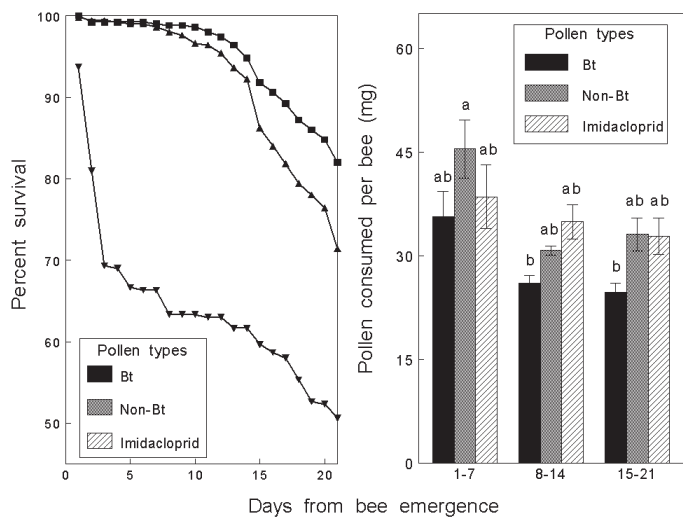 100
90
80
70
60
50
Percent survival
Pollen types
Bt
Non-Bt
Imidacloprid
0
5
10
15
20
60
45
30
15
0
Pollen consumed per bee (mg)
Pollen types
Bt
Non-Bt
Imidacloprid
ab
a
ab
b
ab
ab
b
ab
ab
1-7
8-14
15-21
Days from bee emergence